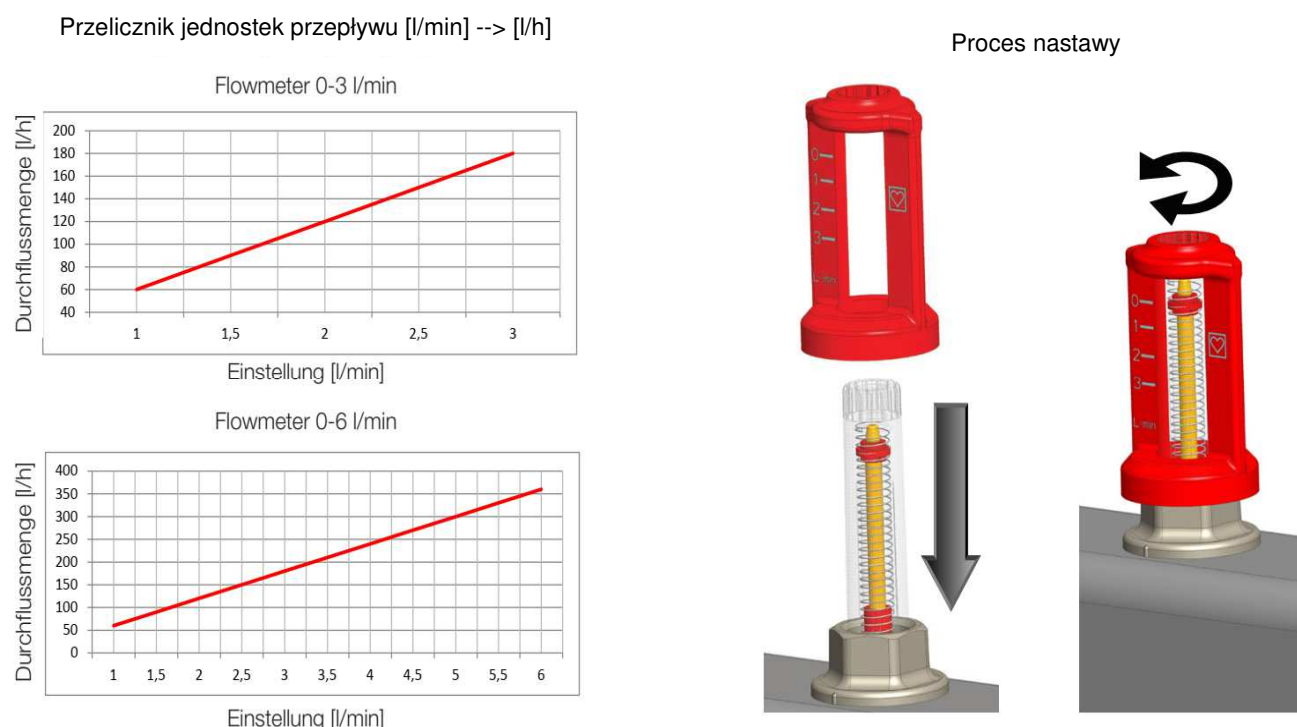 Przelicznik jednostek przepływu [l/min] --> [l/h]
Flowmeter 0-3 l/min
Durchflussmenge [l/h]
200
180
160
140
120
100
80
60
40
1 1,5 2 2,5 3
Einstellung [l/min]
Flowmeter 0-6 l/min
Durchflussmenge [l/h]
400
350
300
250
200
150
100
50
0
1 1,5 2 2,5 3 3,5 4 4,5 5 5,5 6
Einstellung [l/min]
Proces nastawy
0
1
2
3
L/min
0
1
2
3
L/min